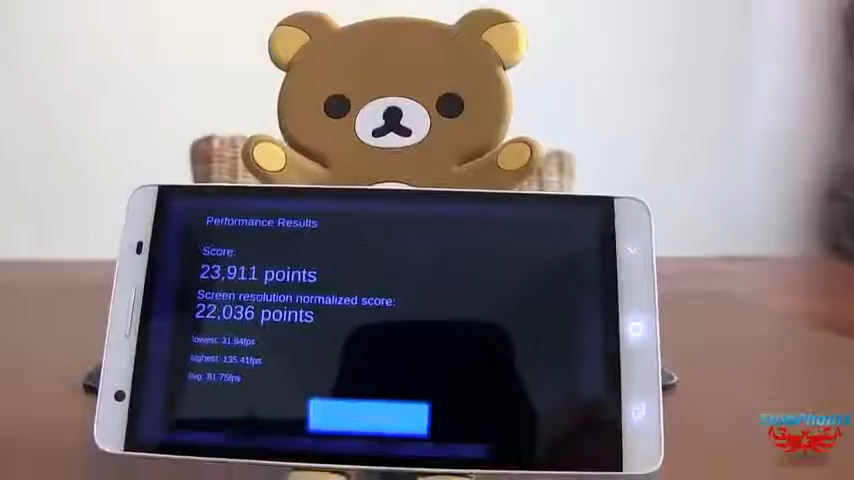 Performance Results
Score:
23,911 points
Screen resolution normalized score:
22,036 points
lowest: 31.84fps
highest: 135.41fps
avg: 81.75fps